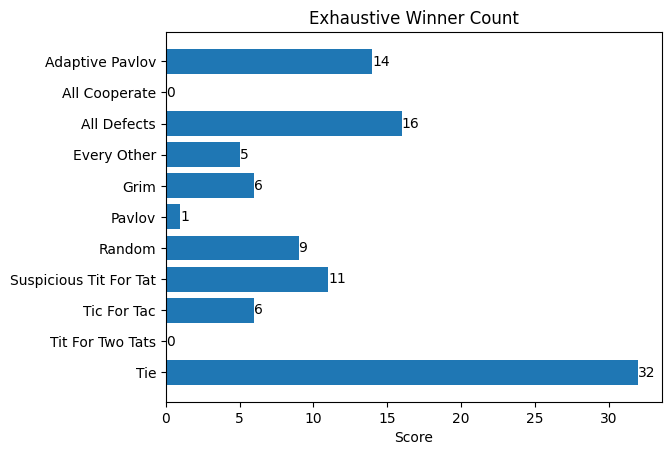 Exhaustive Winner Count
Adaptive Pavlov 14
All Cooperate 0
All Defects 16
Every Other 5
Grim 6
Pavlov 1
Random 9
Suspicious Tit For Tat 11
Tic For Tac 6
Tit For Two Tats 0
Tie 32
0 5 10 15 20 25 30
Score